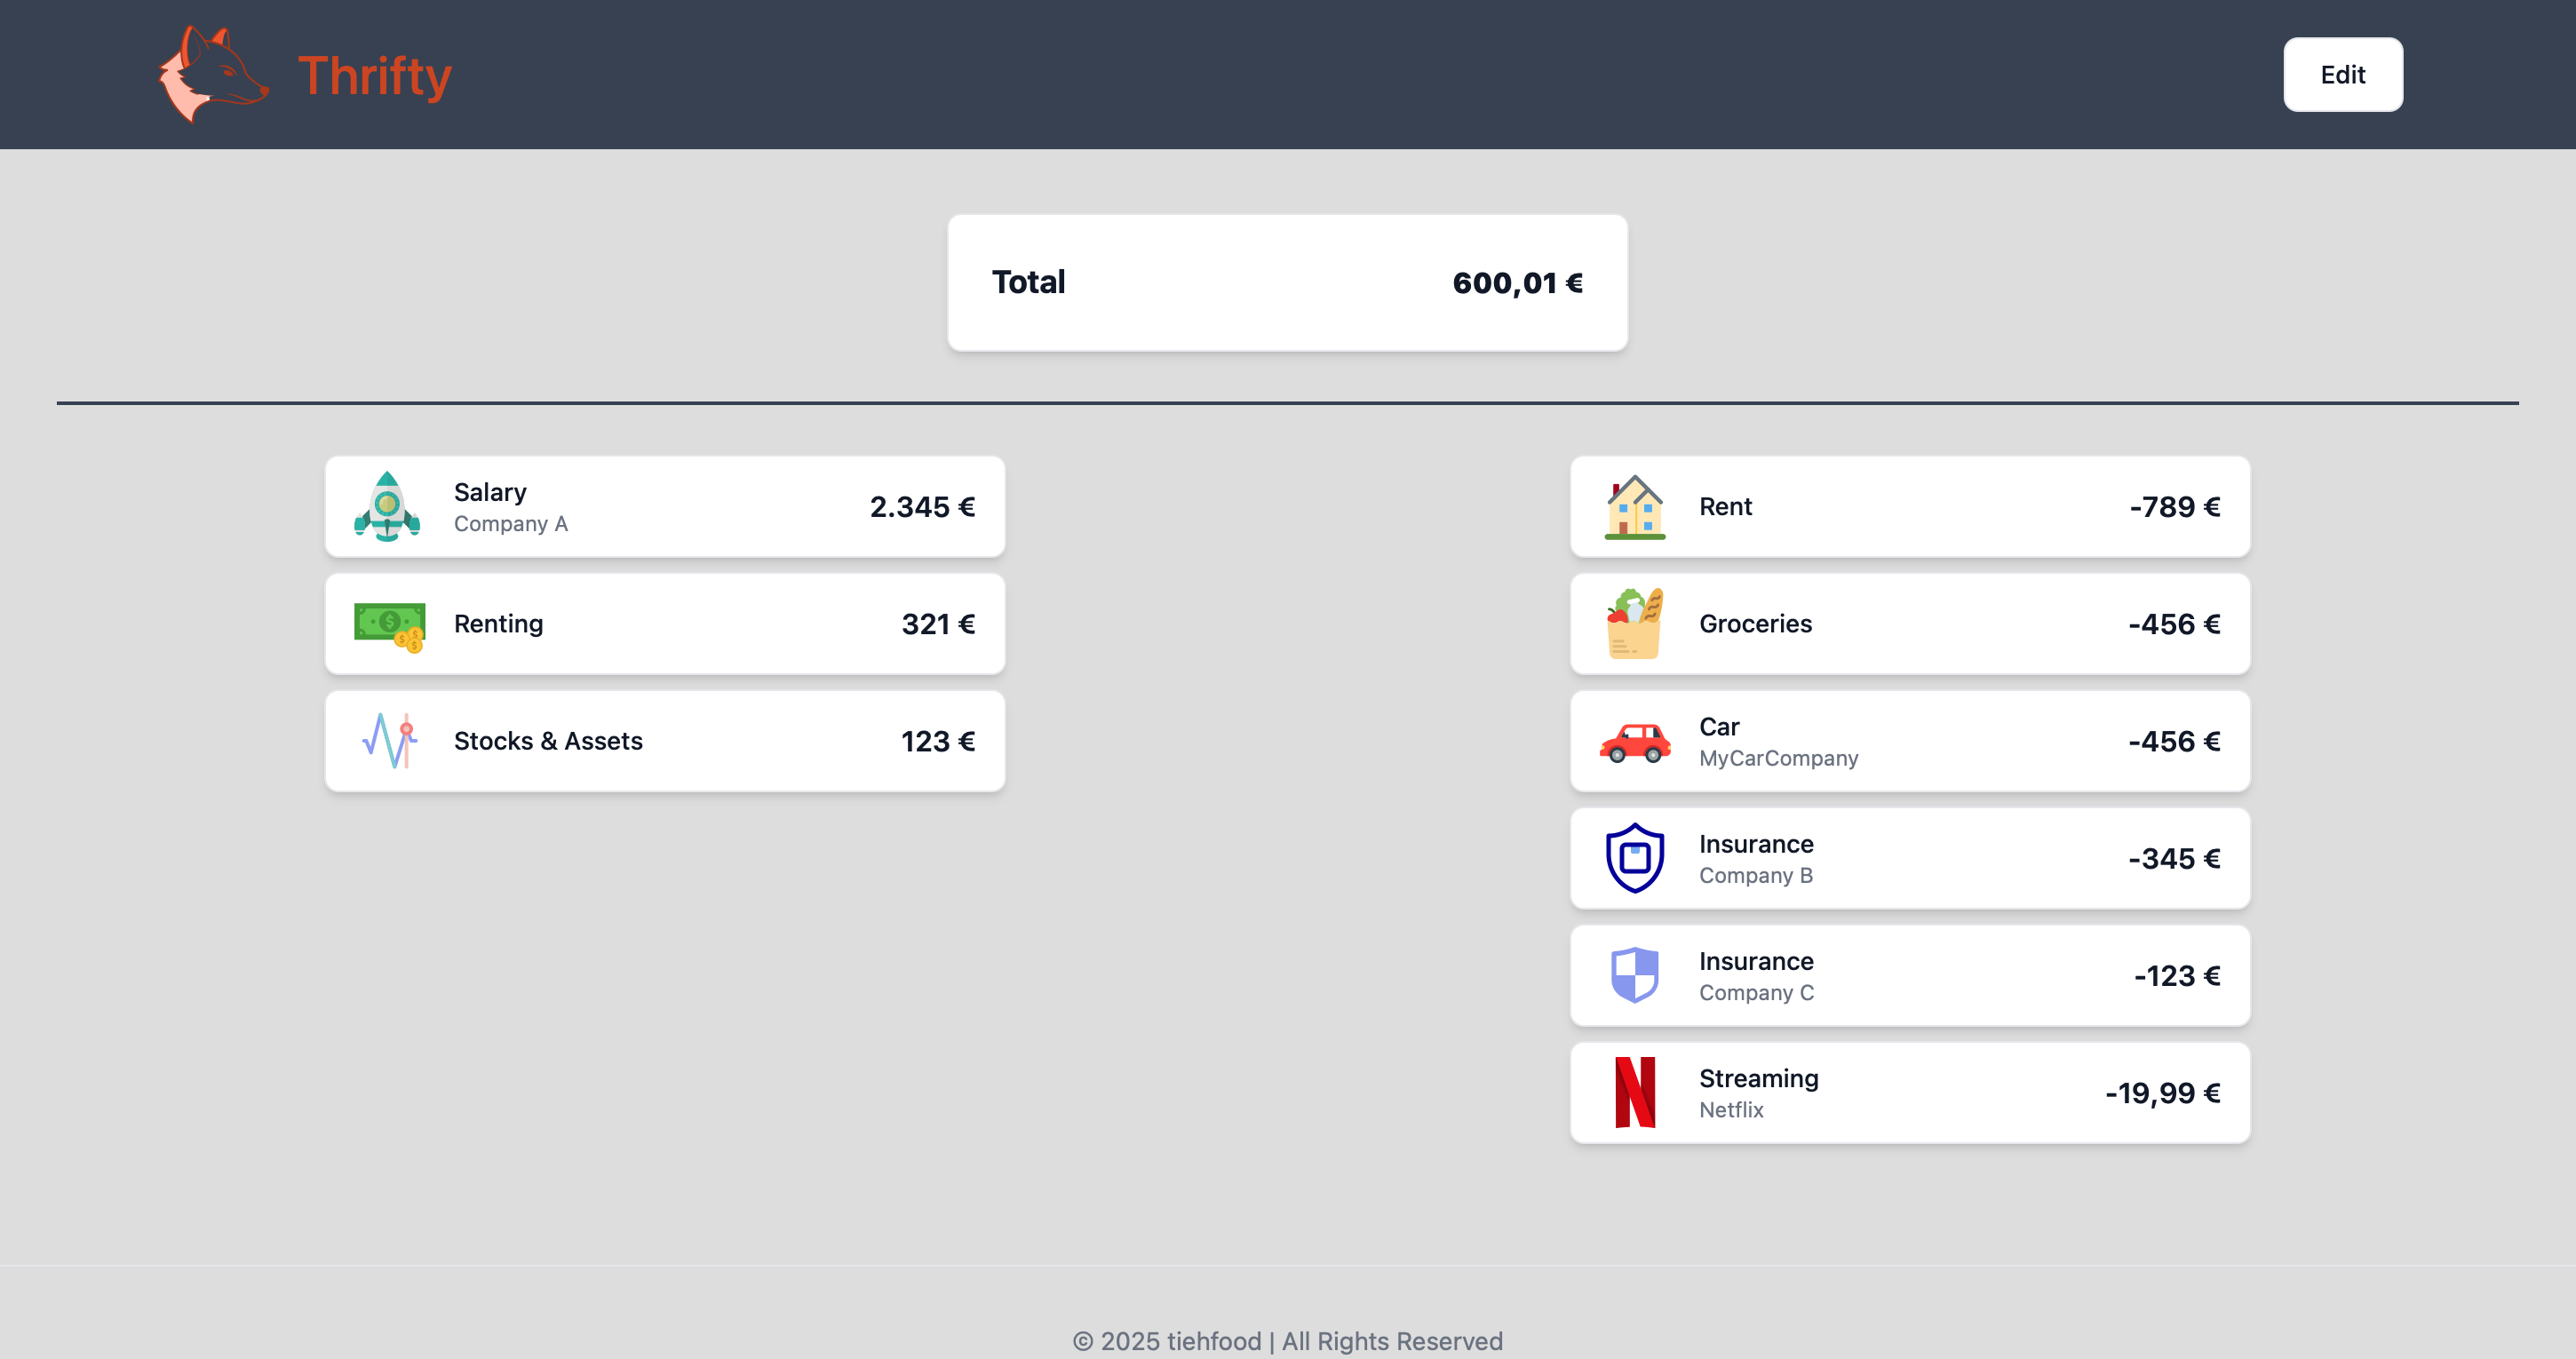 Thrifty
Edit
Total
600,01 €
Salary
Company A
2.345 €
Renting
321 €
Stocks & Assets
123 €
Rent
-789 €
Groceries
-456 €
Car
MyCarCompany
-456 €
Insurance
Company B
-345 €
Insurance
Company C
-123 €
Streaming
Netflix
-19,99 €
© 2025 tiehfood | All Rights Reserved